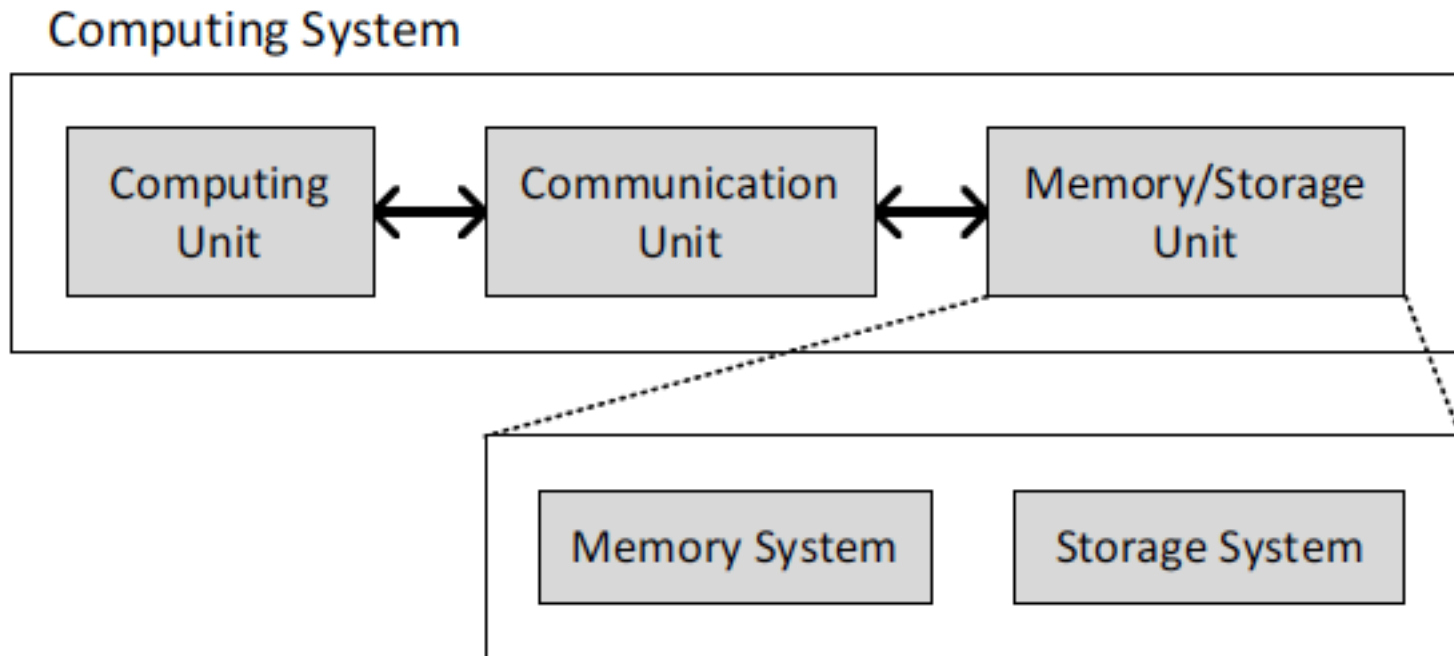 Computing System
Computing
Unit
Communication
Unit
Memory/Storage
Unit
Memory System
Storage System